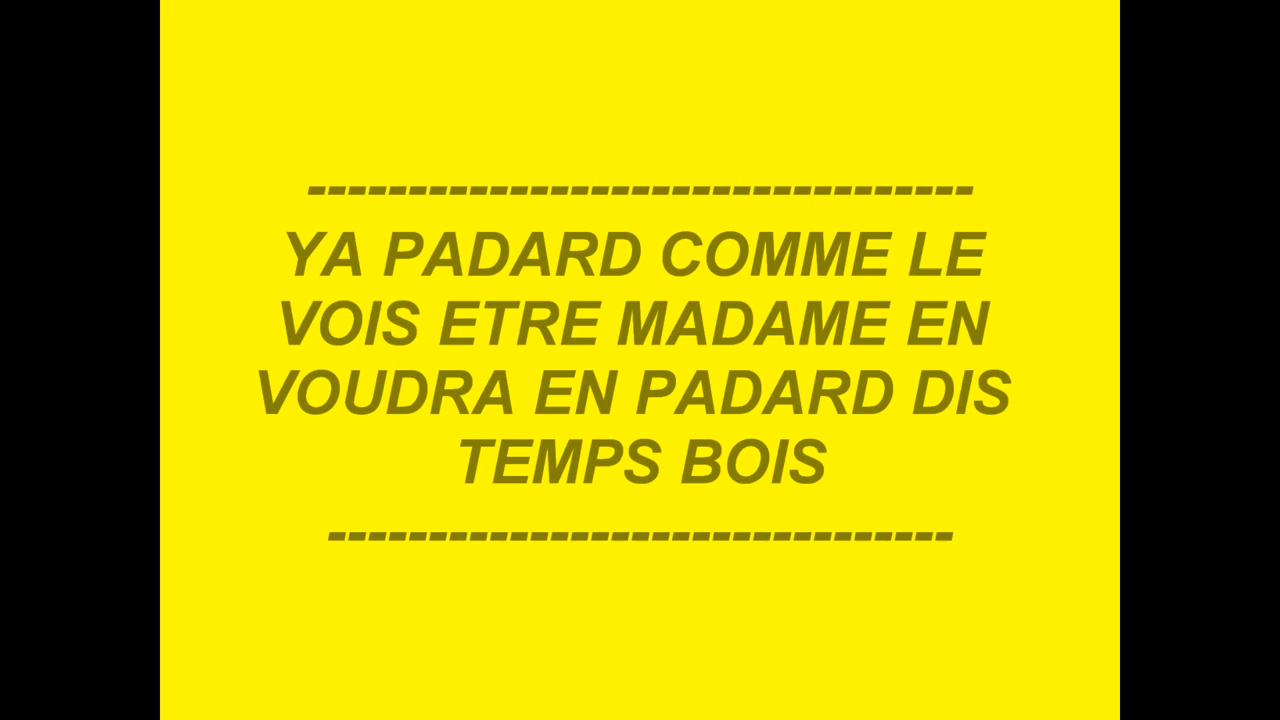 ---------------------------------
YA PADARD COMME LE
VOIS ETRE MADAME EN
VOUDRA EN PADARD DIS
TEMPS BOIS
-------------------------------